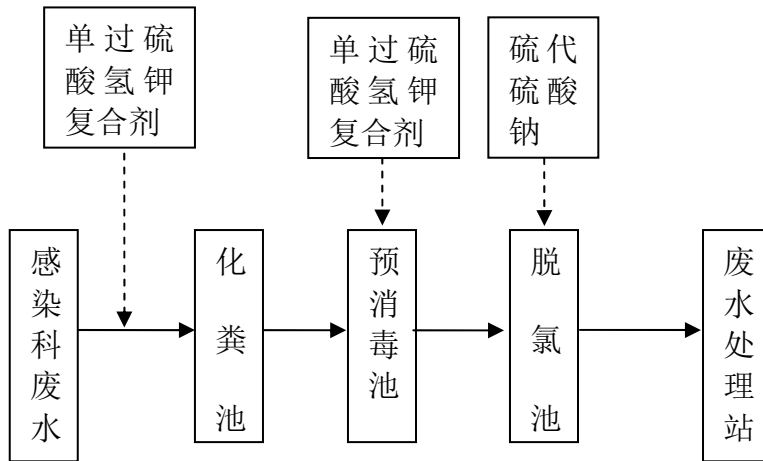 单过硫
酸氢钾
复合剂
单过硫
酸氢钾
复合剂
硫代
硫酸
钠
感染科废水
化粪池
预消毒池
脱氯池
废水处理站